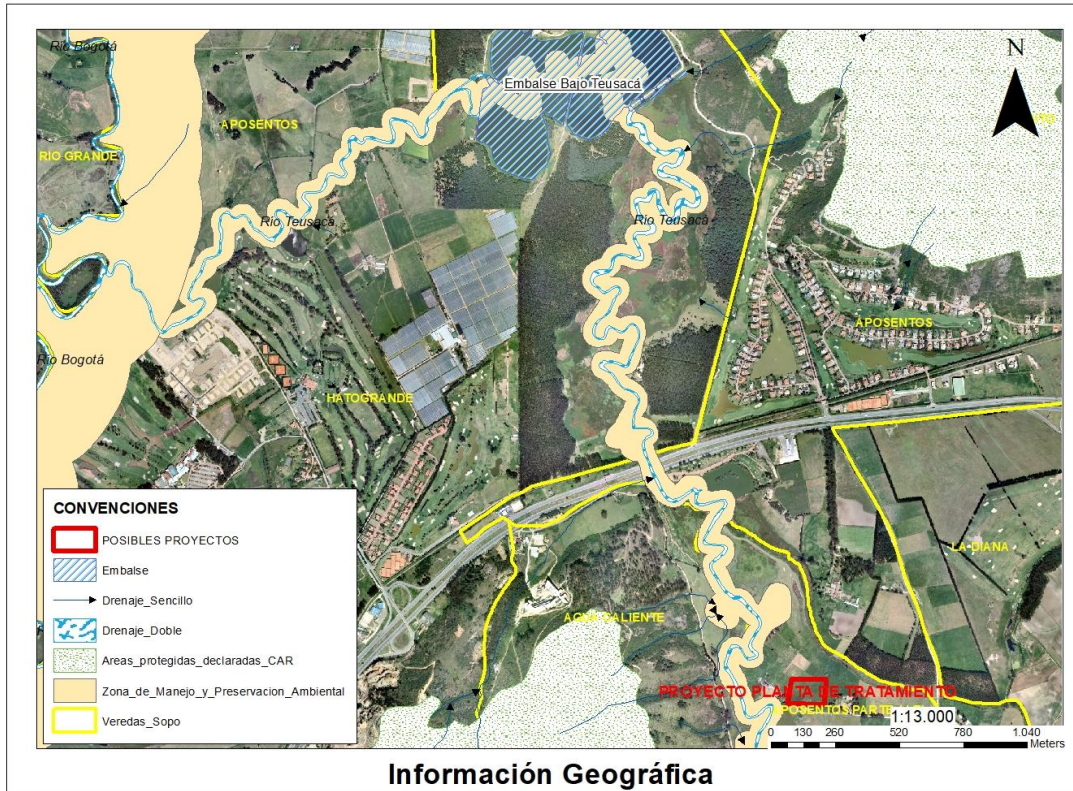 Río Bogotá
N
Embalse Bajo Teusacá
APOSENTOS
RIO GRANDE
Río Teusacá
Río Teusacá
APOSENTOS
Río Bogotá
HATOGRANDE
LA DIANA
AGUA CALIENTE
PROYECTO PLANTA DE TRATAMIENTO
1:13.000
0 130 260 520 780 1.040
Meters
CONVENCIONES
POSIBLES PROYECTOS
Embalse
Drenaje_Sencillo
Drenaje_Doble
Areas_protegidas_declaradas_CAR
Zona_de_Manejo_y_Preservacion_Ambiental
Veredas_Sopo
Información Geográfica